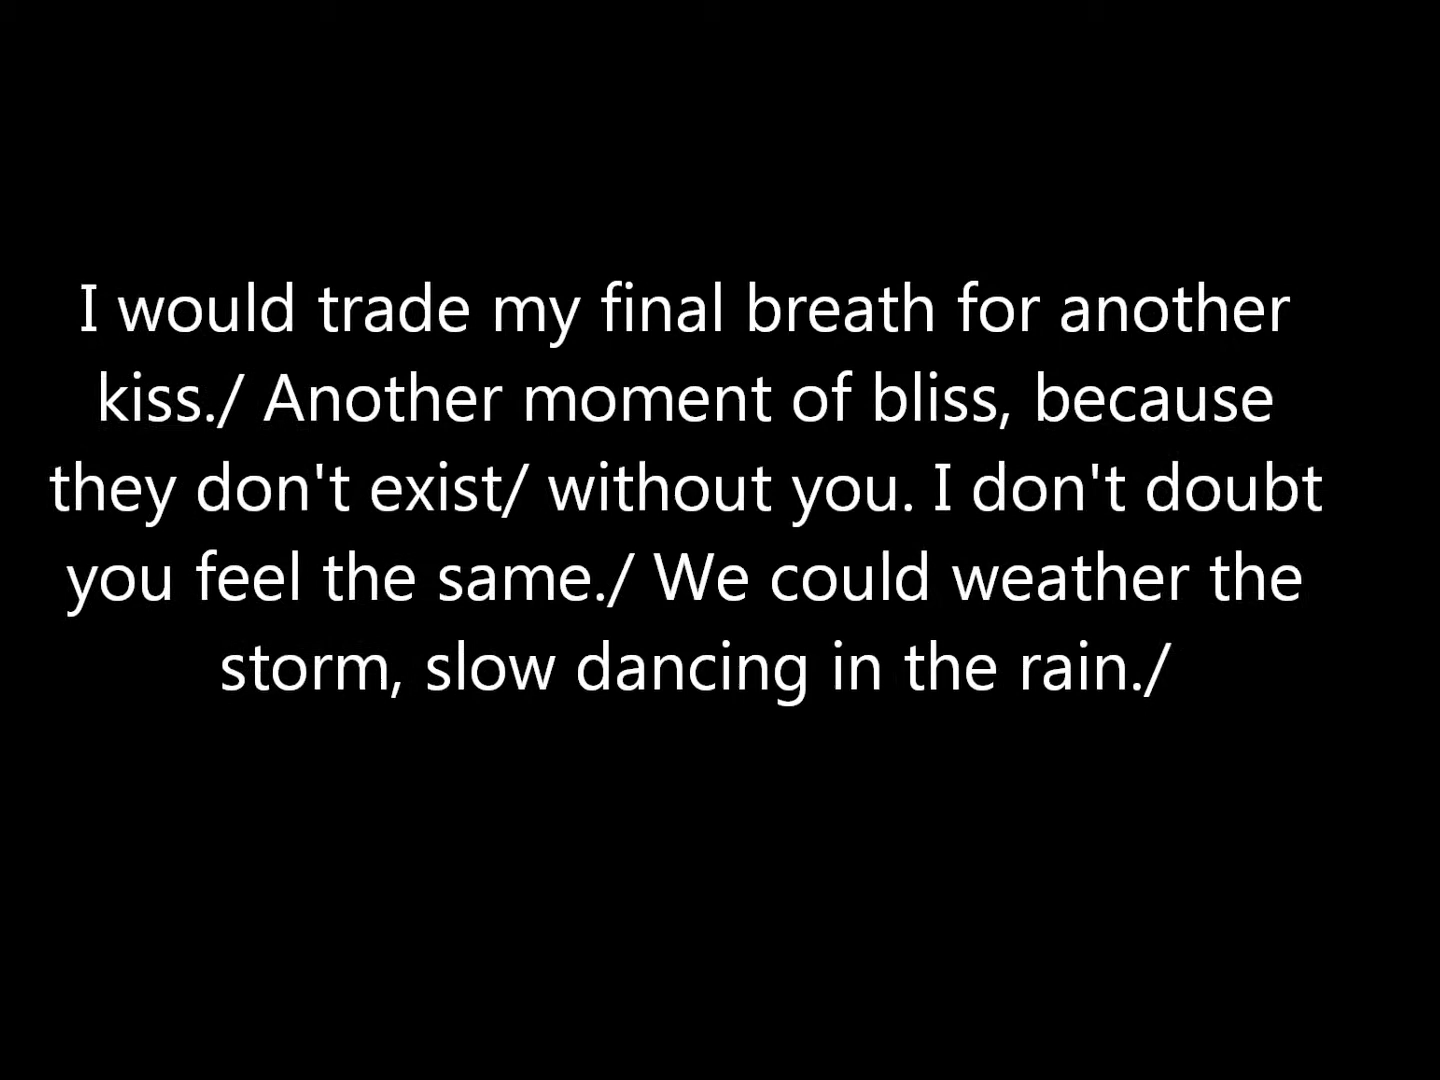 I would trade my final breath for another
kiss./ Another moment of bliss, because
they don't exist/ without you. I don't doubt
you feel the same./ We could weather the
storm, slow dancing in the rain./